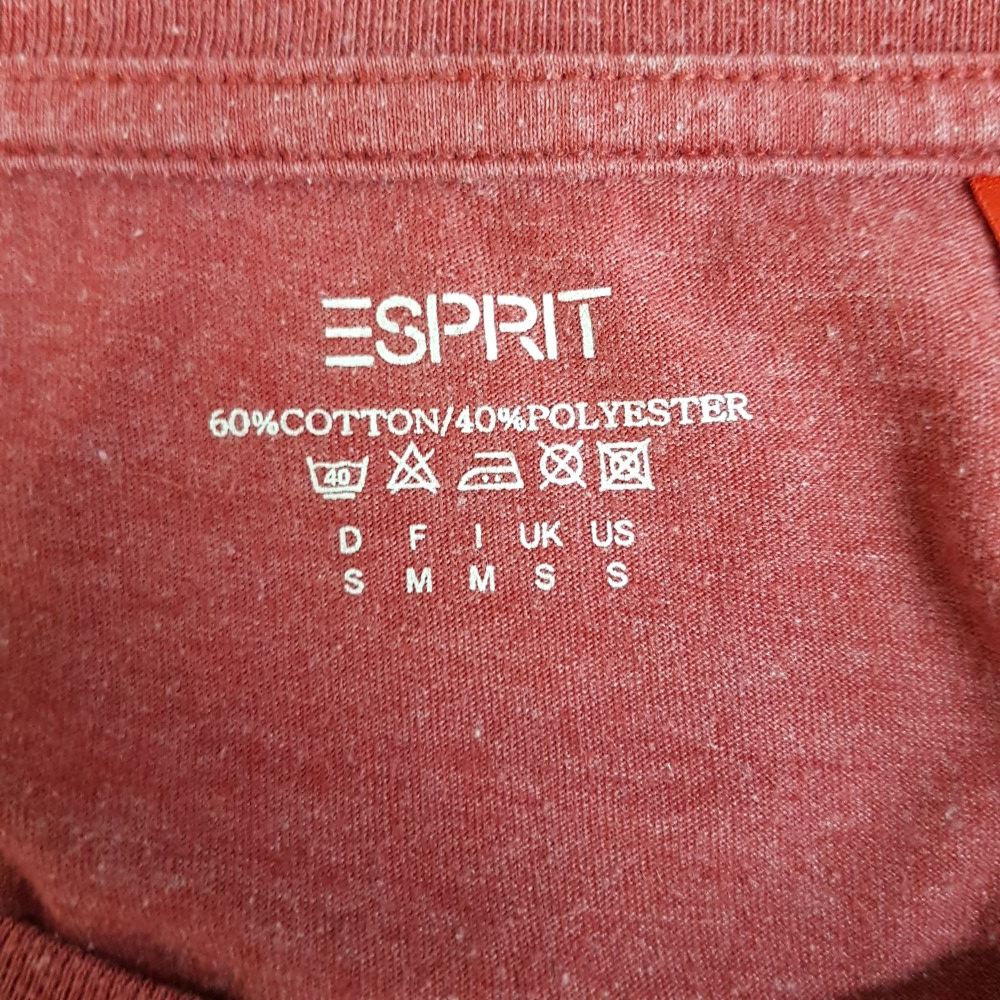 ESPRIT
60%COTTON/40%POLYESTER
40
D F I UK US
S M M S S